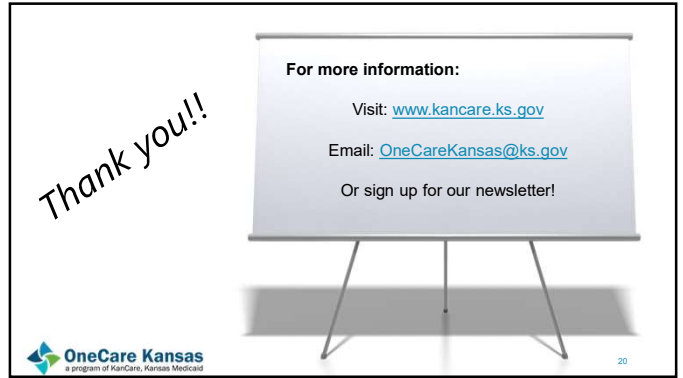 Thank you!!
For more information:
Visit: www.kancare.ks.gov
Email: OneCareKansas@ks.gov
Or sign up for our newsletter!
OneCare Kansas
a program of KanCare, Kansas Medicaid
20